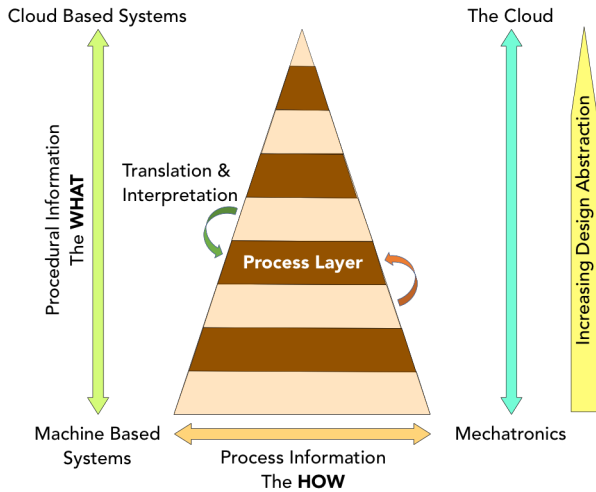 Cloud Based Systems
The Cloud
Translation &
Interpretation
Procedural Information
The WHAT
Process Layer
Increasing Design Abstraction
Machine Based
Systems
Mechatronics
Process Information
The HOW